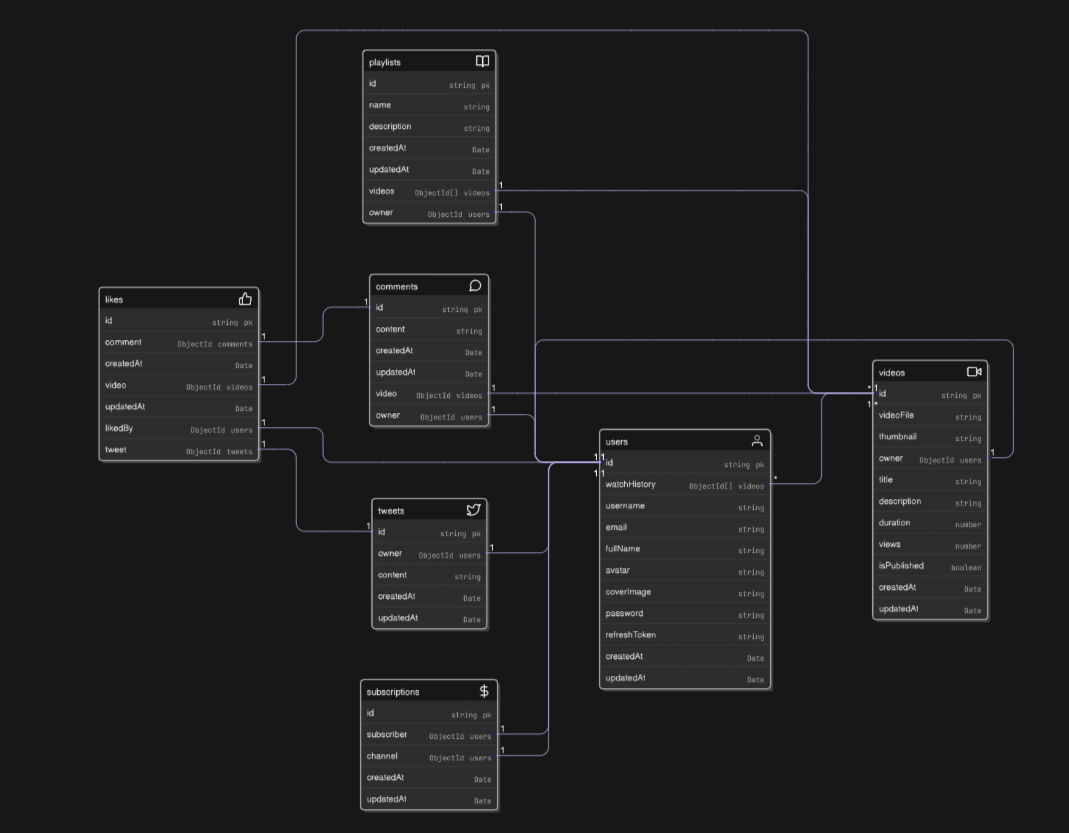 playlists
id string pk
name string
description string
createdAt Date
updatedAt Date
videos ObjectId[] videos 1
owner ObjectId users 1
likes
id string pk
comment ObjectId comments 1
createdAt Date
video ObjectId videos 1
updatedAt Date
likedBy ObjectId users 1
tweet ObjectId tweets 1
comments
1 id string pk
content string
createdAt Date
updatedAt Date
video ObjectId videos 1
owner ObjectId users 1
tweets
1 id string pk
owner ObjectId users 1
content string
createdAt Date
updatedAt Date
subscriptions
id string pk
subscriber ObjectId users 1
channel ObjectId users 1
createdAt Date
updatedAt Date
users
1 1
id string pk
1 1
watchHistory ObjectId[] videos *
username string
email string
fullName string
avatar string
coverImage string
password string
refreshToken string
createdAt Date
updatedAt Date
videos
* 1
id string pk
1 *
videoFile string
thumbnail string
owner ObjectId users 1
title string
description string
duration number
views number
isPublished boolean
createdAt Date
updatedAt Date